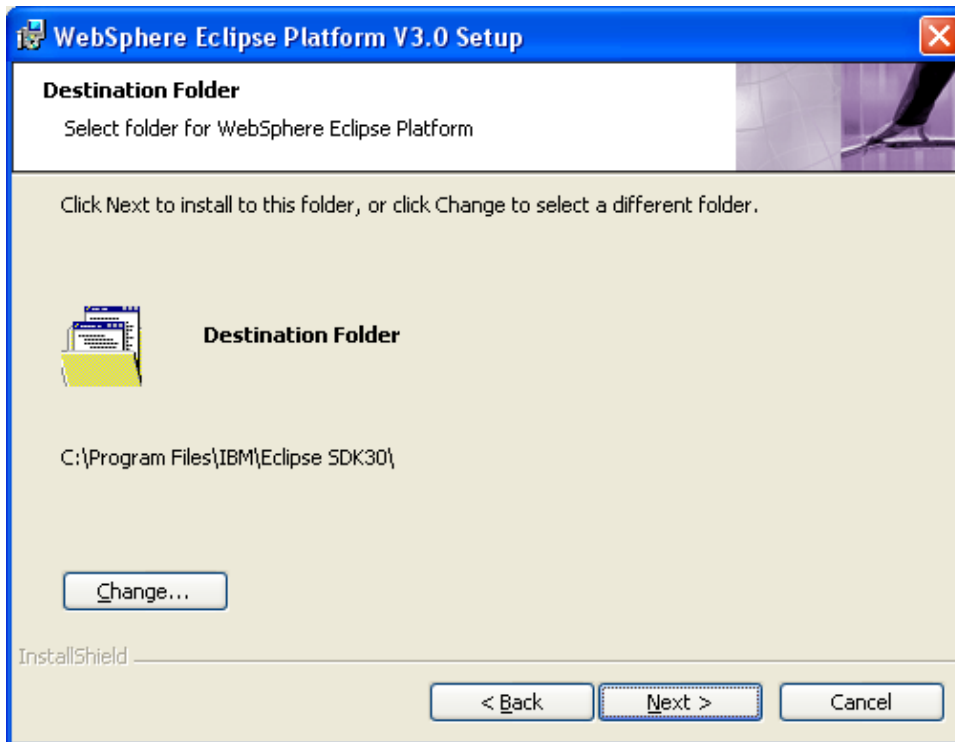 WebSphere Eclipse Platform V3.0 Setup
Destination Folder
Select folder for WebSphere Eclipse Platform
Click Next to install to this folder, or click Change to select a different folder.
Destination Folder
C:\Program Files\IBM\Eclipse SDK30\
Change...
InstallShield
< Back Next > Cancel